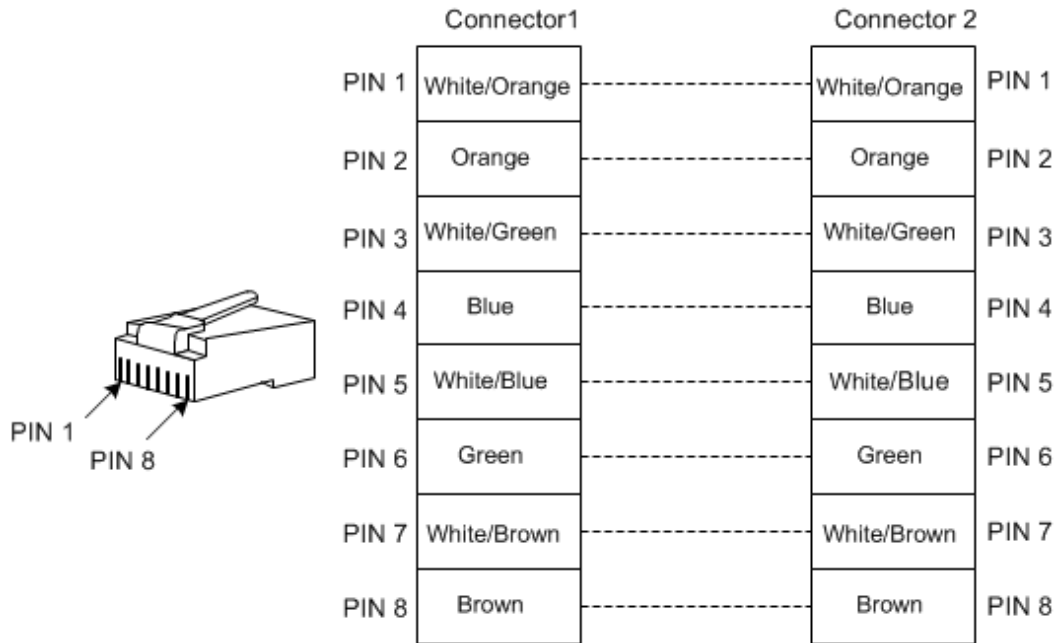 Connector1 Connector 2
PIN 1 White/Orange White/Orange PIN 1
PIN 2 Orange Orange PIN 2
PIN 3 White/Green White/Green PIN 3
PIN 4 Blue Blue PIN 4
PIN 5 White/Blue White/Blue PIN 5
PIN 6 Green Green PIN 6
PIN 7 White/Brown White/Brown PIN 7
PIN 8 Brown Brown PIN 8
PIN 1
PIN 8